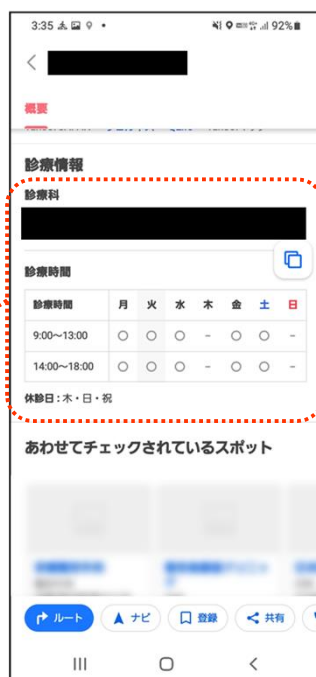 3:35
92%
概要
診療情報
診療科
診療時間
診療時間 月 火 水 木 金 土 日
9:00〜13:00 ○ ○ ○ - ○ ○ -
14:00〜18:00 ○ ○ ○ - ○ ○ -
休診日：木・日・祝
あわせてチェックされているスポット
ルート ナビ 登録 共有